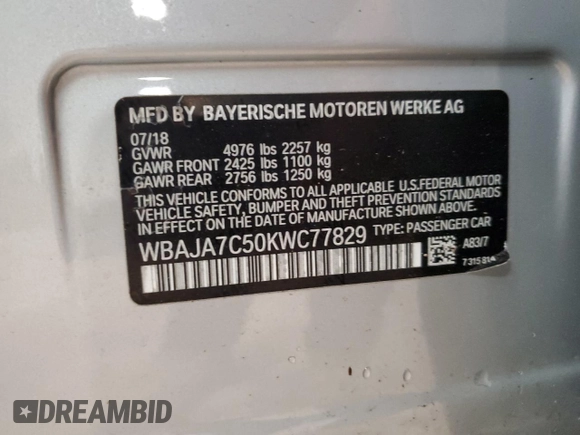 MFD BY BAYERISCHE MOTOREN WERKE AG
07/18
GVWR 4976 lbs 2257 kg
GAWR FRONT 2425 lbs 1100 kg
GAWR REAR 2756 lbs 1250 kg
THIS VEHICLE CONFORMS TO ALL APPLICABLE U.S.FEDERAL MOTOR
VEHICLE SAFETY, BUMPER AND THEFT PREVENTION STANDARDS
IN EFFECT ON THE DATE OF MANUFACTURE SHOWN ABOVE.
WBAJA7C50KWC77829 TYPE: PASSENGER CAR
A83/7
DREAMBID